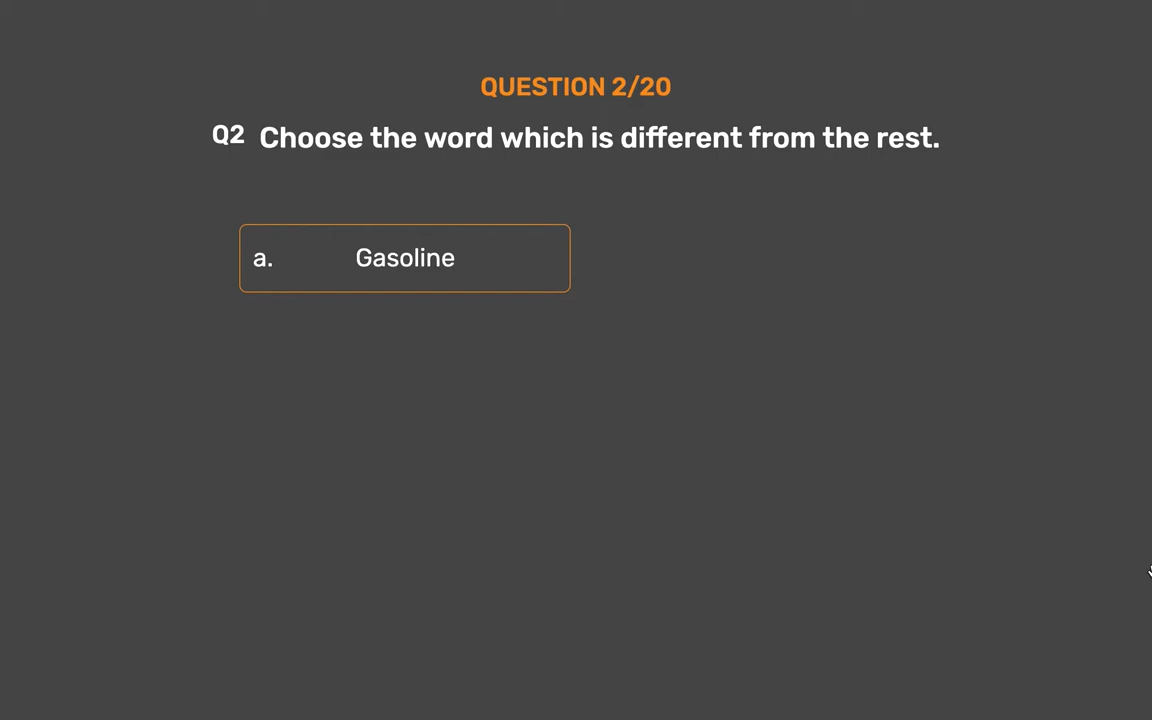 QUESTION 2/20
Q2 Choose the word which is different from the rest.
a. Gasoline